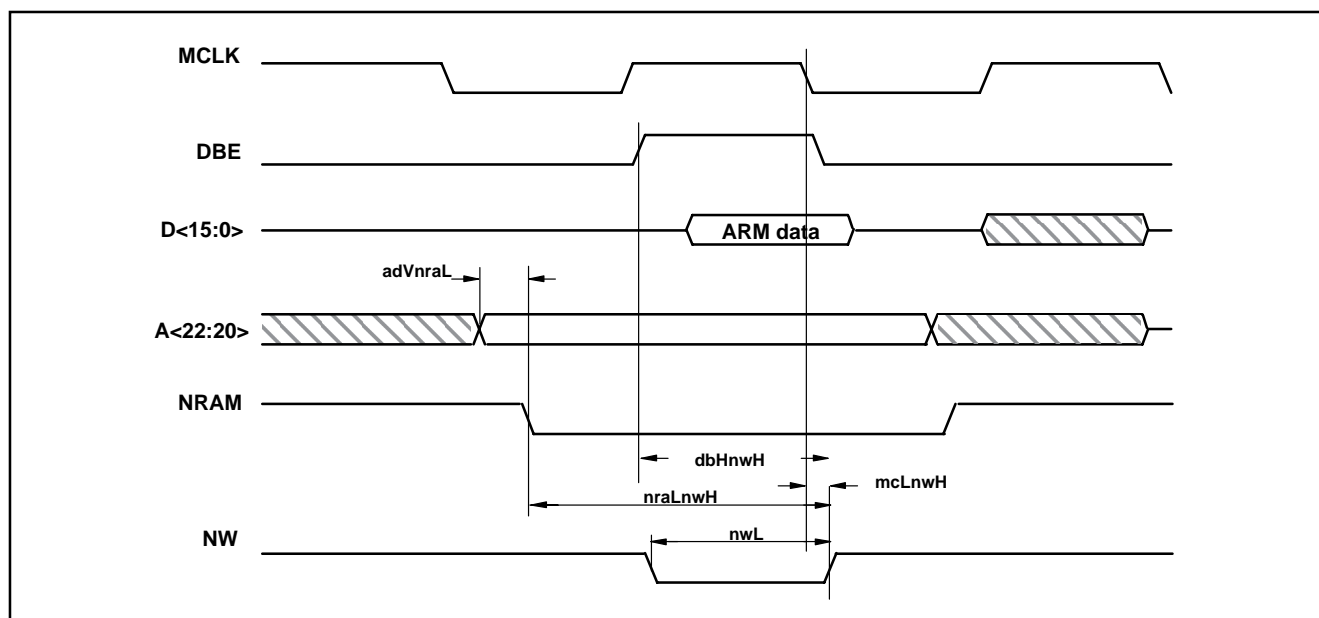 MCLK
DBE
D<15:0>
ARM data
adVnraL
A<22:20>
NRAM
dbHnwH
mcLnwH
nraLnwH
NW
nwL